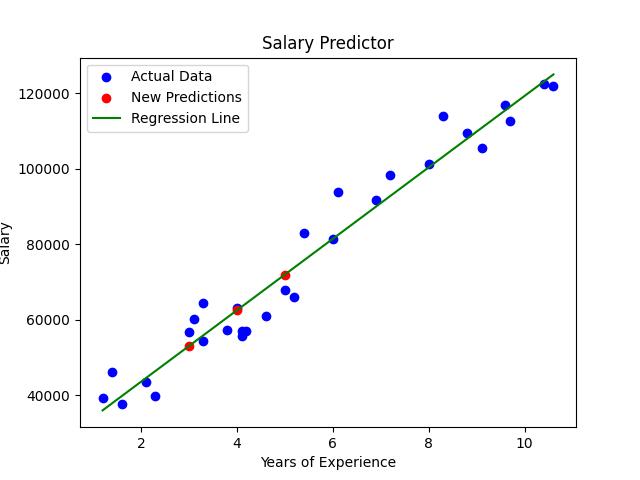 Salary Predictor
Actual Data
New Predictions
Regression Line
120000
100000
80000
60000
40000
Salary
2 4 6 8 10
Years of Experience